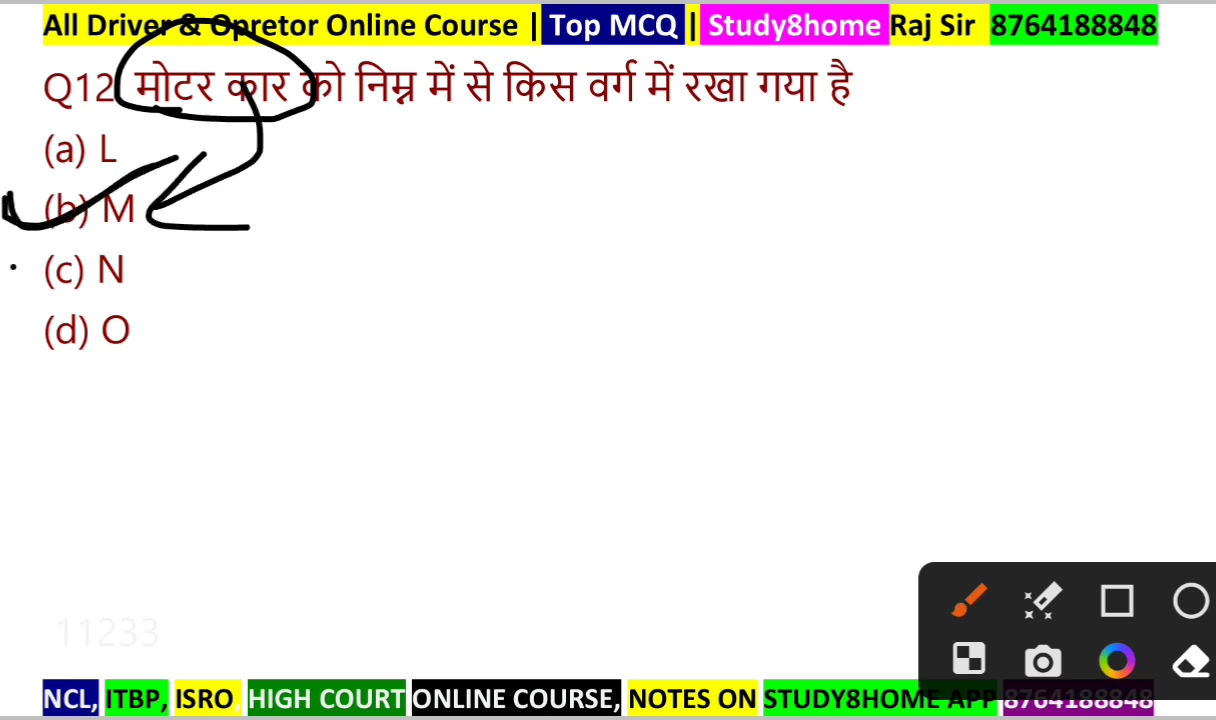 All Driver & Opretor Online Course | Top MCQ | Study8home Raj Sir 8764188848
Q12 मोटर कार को निम्न में से किस वर्ग में रखा गया है
(a) L
(b) M
(c) N
(d) O
11233
NCL, ITBP, ISRO, HIGH COURT ONLINE COURSE, NOTES ON STUDY8HOME APP 8764188848